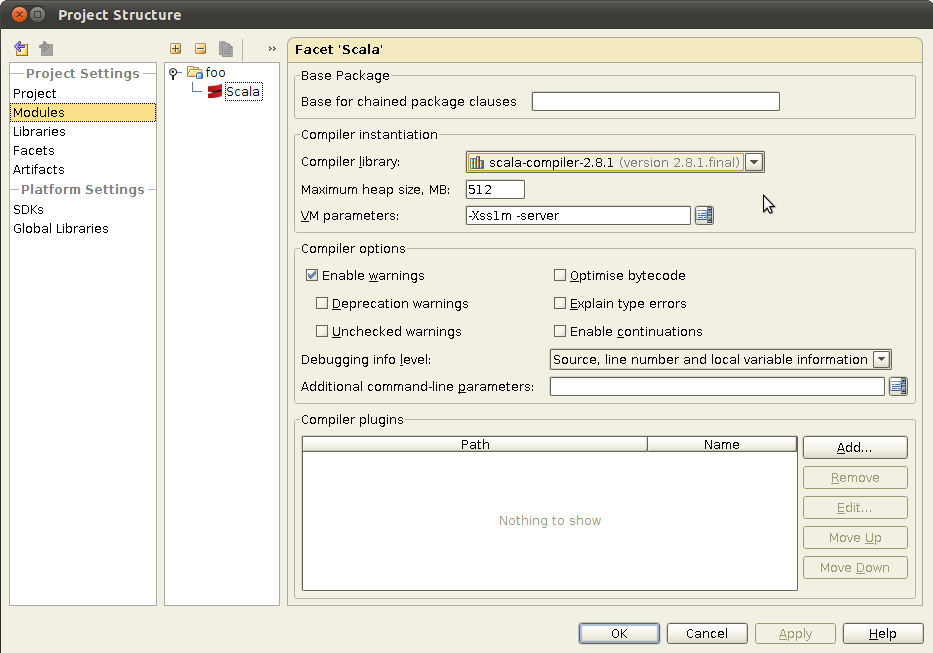 Project Structure
»
Project Settings
Project
Modules
Libraries
Facets
Artifacts
Platform Settings
SDKs
Global Libraries
foo
Scala
Facet 'Scala'
Base Package
Base for chained package clauses
Compiler instantiation
Compiler library: scala-compiler-2.8.1 (version 2.8.1.final)
Maximum heap size, MB: 512
VM parameters: -Xss1m -server
Compiler options
Enable warnings Optimise bytecode
Deprecation warnings Explain type errors
Unchecked warnings Enable continuations
Debugging info level: Source, line number and local variable information
Additional command-line parameters:
Compiler plugins
Path Name
Nothing to show
Add...
Remove
Edit...
Move Up
Move Down
OK Cancel Apply Help